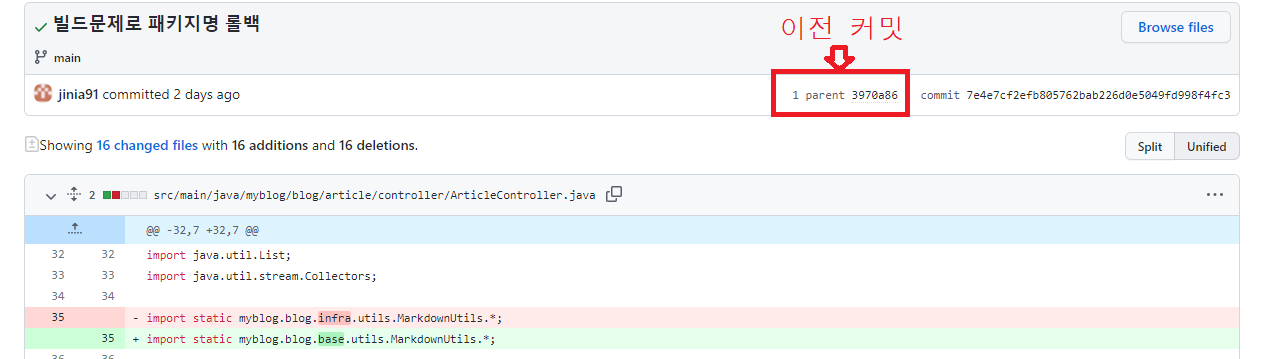 빌드문제로 패키지명 롤백
이전 커밋
Browse files
main
jinia91 committed 2 days ago
1 parent 3970a86 commit 7e4e7cf2efb805762bab226d0e5049fd998f4fc3
Showing 16 changed files with 16 additions and 16 deletions.
Split Unified
2 src/main/java/myblog/blog/article/controller/ArticleController.java
@@ -32,7 +32,7 @@
32 32 import java.util.List;
33 33 import java.util.stream.Collectors;
34 34
35 - import static myblog.blog.infra.utils.MarkdownUtils.*;
35 + import static myblog.blog.base.utils.MarkdownUtils.*;
36 36